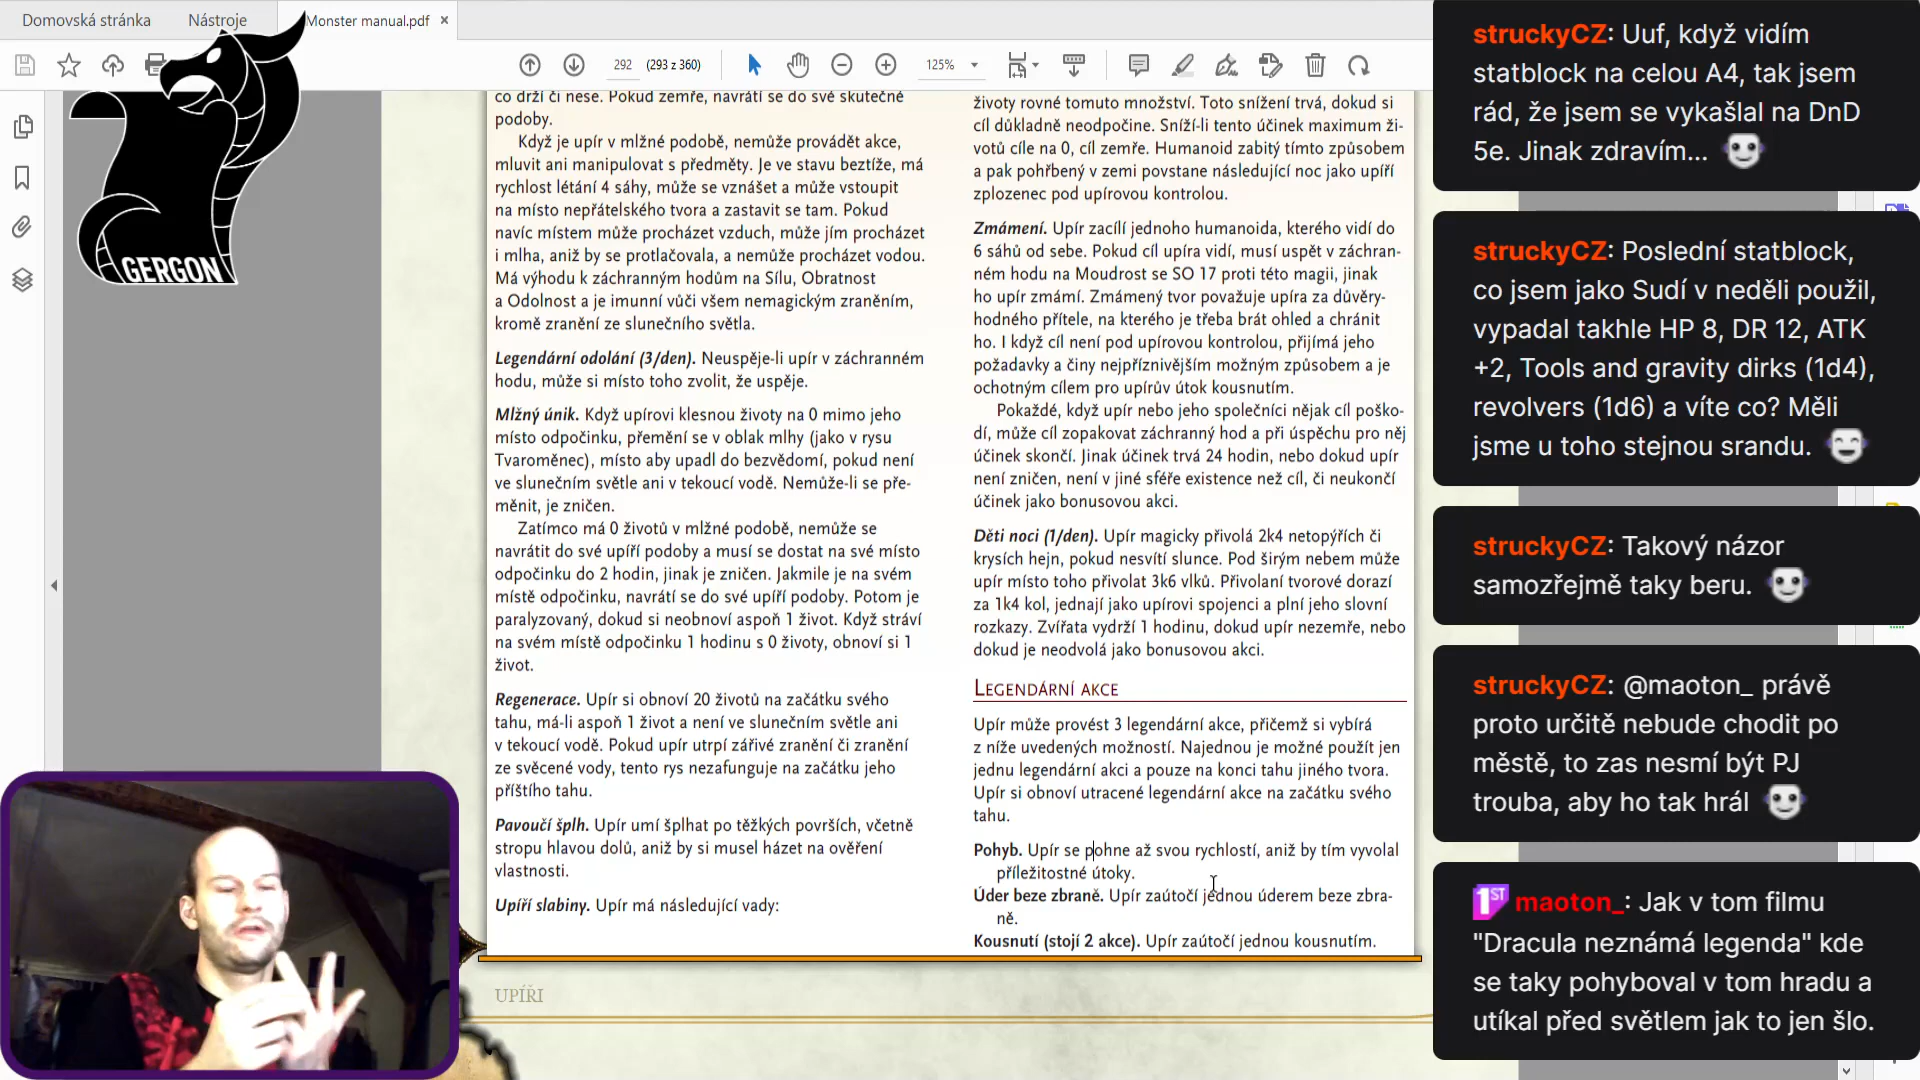 Domovská stránka
Nástroje
Monster manual.pdf
292 (293 z 360)
125%
GERGON
co drží či nese. Pokud zemře, navrátí se do své skutečné
podoby.
Když je upír v mlžné podobě, nemůže provádět akce,
mluvit ani manipulovat s předměty. Je ve stavu beztíže, má
rychlost létání 4 sáhy, může se vznášet a může vstoupit
na místo nepřátelského tvora a zastavit se tam. Pokud
navíc místem může procházet vzduch, může jím procházet
i mlha, aniž by se protlačovala, a nemůže procházet vodou.
Má výhodu k záchranným hodům na Sílu, Obratnost
a Odolnost a je imunní vůči všem nemagickým zraněním,
kromě zranění ze slunečního světla.
Legendární odolání (3/den). Neuspěje-li upír v záchranném
hodu, může si místo toho zvolit, že uspěje.
Mlžný únik. Když upírovi klesnou životy na 0 mimo jeho
místo odpočinku, přemění se v oblak mlhy (jako v rysu
Tvaroměnec), místo aby upadl do bezvědomí, pokud není
ve slunečním světle ani v tekoucí vodě. Nemůže-li se pře-
měnit, je zničen.
Zatímco má 0 životů v mlžné podobě, nemůže se
navrátit do své upíří podoby a musí se dostat na své místo
odpočinku do 2 hodin, jinak je zničen. Jakmile je na svém
místě odpočinku, navrátí se do své upíří podoby. Potom je
paralyzovaný, dokud si neobnoví aspoň 1 život. Když stráví
na svém místě odpočinku 1 hodinu s 0 životy, obnoví si 1
život.
Regenerace. Upír si obnoví 20 životů na začátku svého
tahu, má-li aspoň 1 život a není ve slunečním světle ani
v tekoucí vodě. Pokud upír utrpí zářivé zranění či zranění
ze svěcené vody, tento rys nezafunguje na začátku jeho
příštího tahu.
Pavoučí šplh. Upír umí šplhat po těžkých površích, včetně
stropu hlavou dolů, aniž by si musel házet na ověření
vlastnosti.
Upíří slabiny. Upír má následující vady:
UPÍŘI
životy rovné tomuto množství. Toto snížení trvá, dokud si
cíl důkladně neodpočine. Sníží-li tento účinek maximum ži-
votů cíle na 0, cíl zemře. Humanoid zabitý tímto způsobem
a pak pohřbený v zemi povstane následující noc jako upíří
zplozenec pod upírovou kontrolou.
Zmámení. Upír zacílí jednoho humanoida, kterého vidí do
6 sáhů od sebe. Pokud cíl upíra vidí, musí uspět v záchran-
ném hodu na Moudrost se SO 17 proti této magii, jinak
ho upír zmámí. Zmámený tvor považuje upíra za důvěry-
hodného přítele, na kterého je třeba brát ohled a chránit
ho. I když cíl není pod upírovou kontrolou, přijímá jeho
požadavky a činy nejpříznivějším možným způsobem a je
ochotným cílem pro upírův útok kousnutím.
Pokaždé, když upír nebo jeho společníci nějak cíl poško-
dí, může cíl zopakovat záchranný hod a při úspěchu pro něj
účinek skončí. Jinak účinek trvá 24 hodin, nebo dokud upír
není zničen, není v jiné sféře existence než cíl, či neukončí
účinek jako bonusovou akci.
Děti noci (1/den). Upír magicky přivolá 2k4 netopýřích či
krysích hejn, pokud nesvítí slunce. Pod širým nebem může
upír místo toho přivolat 3k6 vlků. Přivolaní tvorové dorazí
za 1k4 kol, jednají jako upírovi spojenci a plní jeho slovní
rozkazy. Zvířata vydrží 1 hodinu, dokud upír nezemře, nebo
dokud je neodvolá jako bonusovou akci.
LEGENDÁRNÍ AKCE
Upír může provést 3 legendární akce, přičemž si vybírá
z níže uvedených možností. Najednou je možné použít jen
jednu legendární akci a pouze na konci tahu jiného tvora.
Upír si obnoví utracené legendární akce na začátku svého
tahu.
Pohyb. Upír se pohne až svou rychlostí, aniž by tím vyvolal
příležitostné útoky.
Úder beze zbraně. Upír zaútočí jednou úderem beze zbra-
ně.
Kousnutí (stojí 2 akce). Upír zaútočí jednou kousnutím.
struckyCZ: Uuf, když vidím
statblock na celou A4, tak jsem
rád, že jsem se vykašlal na DnD
5e. Jinak zdravím...
struckyCZ: Poslední statblock,
co jsem jako Sudí v neděli použil,
vypadal takhle HP 8, DR 12, ATK
+2, Tools and gravity dirks (1d4),
revolvers (1d6) a víte co? Měli
jsme u toho stejnou srandu.
struckyCZ: Takový názor
samozřejmě taky beru.
struckyCZ: @maoton_ právě
proto určitě nebude chodit po
městě, to zas nesmí být PJ
trouba, aby ho tak hrál
1ST maoton_: Jak v tom filmu
"Dracula neznámá legenda" kde
se taky pohyboval v tom hradu a
utíkal před světlem jak to jen šlo.